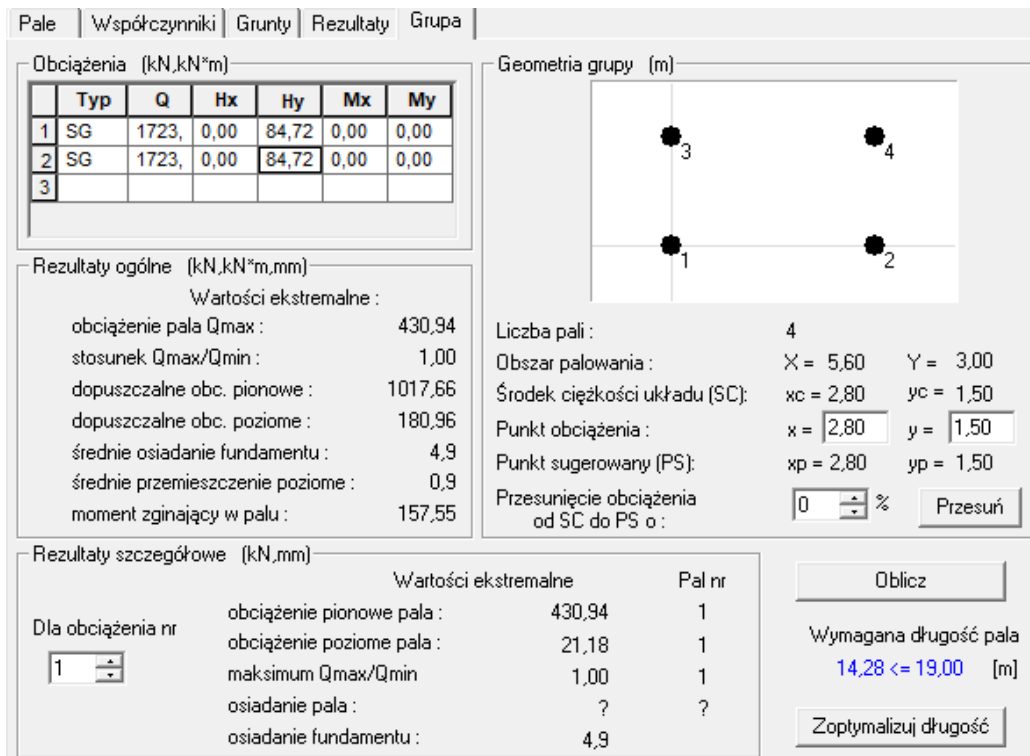 Pale Współczynniki Grunty Rezultaty Grupa
Obciążenia (kN,kN*m)
Typ Q Hx Hy Mx My
1 SG 1723, 0,00 84,72 0,00 0,00
2 SG 1723, 0,00 84,72 0,00 0,00
3
Rezultaty ogólne (kN,kN*m,mm)
Wartości ekstremalne :
obciążenie pala Qmax : 430,94
stosunek Qmax/Qmin : 1,00
dopuszczalne obc. pionowe : 1017,66
dopuszczalne obc. poziome : 180,96
średnie osiadanie fundamentu : 4,9
średnie przemieszczenie poziome : 0,9
moment zginający w palu : 157,55
Geometria grupy (m)
3 4
1 2
Liczba pali : 4
Obszar palowania : X = 5,60 Y = 3,00
Środek ciężkości układu (SC): xc = 2,80 yc = 1,50
Punkt obciążenia : x = 2,80 y = 1,50
Punkt sugerowany (PS): xp = 2,80 yp = 1,50
Przesunięcie obciążenia
od SC do PS o : 0 % Przesuń
Rezultaty szczegółowe (kN,mm)
Wartości ekstremalne Pal nr
Dla obciążenia nr
1
obciążenie pionowe pala : 430,94 1
obciążenie poziome pala : 21,18 1
maksimum Qmax/Qmin 1,00 1
osiadanie pala : ? ?
osiadanie fundamentu : 4,9
Oblicz
Wymagana długość pala
14,28 <= 19,00 [m]
Zoptymalizuj długość